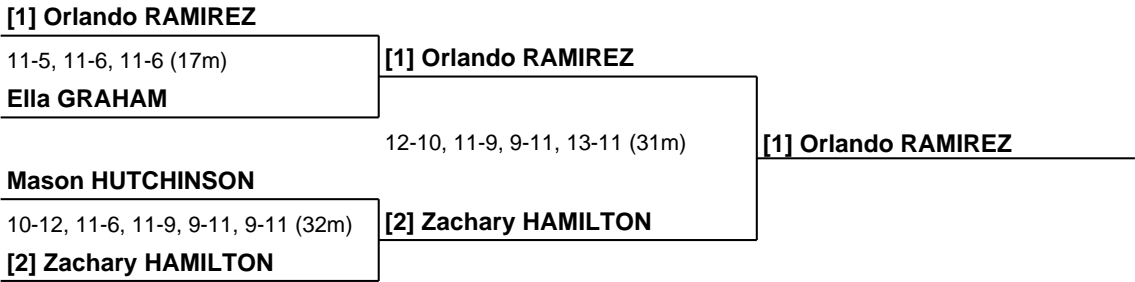 [1] Orlando RAMIREZ
11-5, 11-6, 11-6 (17m)
[1] Orlando RAMIREZ
Ella GRAHAM
12-10, 11-9, 9-11, 13-11 (31m)
[1] Orlando RAMIREZ
Mason HUTCHINSON
10-12, 11-6, 11-9, 9-11, 9-11 (32m)
[2] Zachary HAMILTON
[2] Zachary HAMILTON